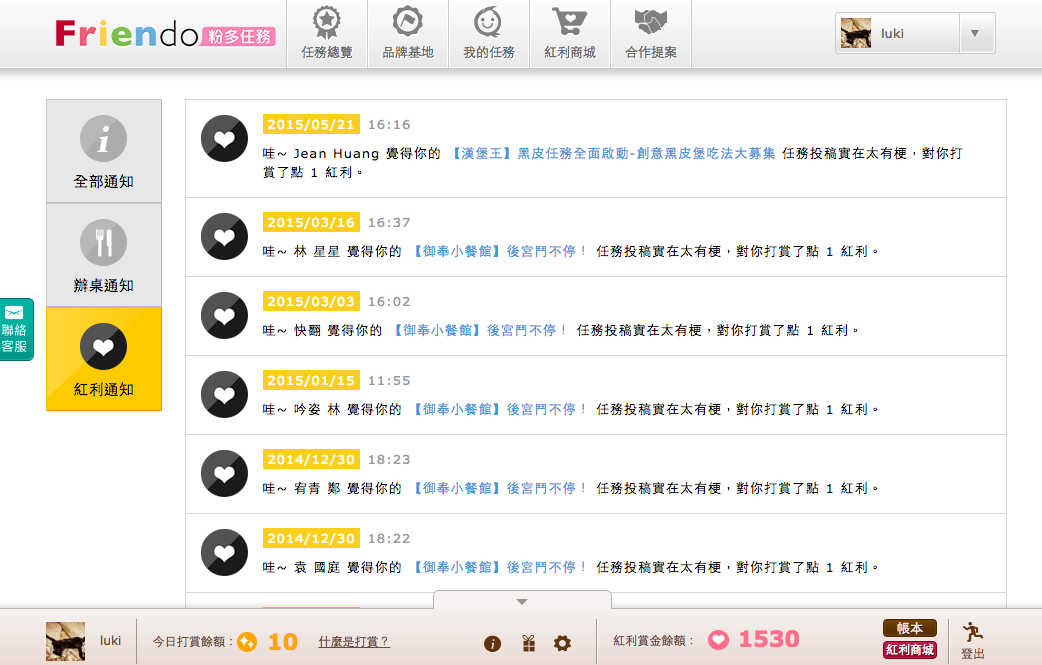 Friendo 粉多任務
任務總覽
品牌基地
我的任務
紅利商城
合作提案
luki
全部通知
辦桌通知
紅利通知
聯絡
客服
2015/05/21 16:16
哇~ Jean Huang 覺得你的 【漢堡王】黑皮任務全面啟動-創意黑皮堡吃法大募集 任務投稿實在太有梗，對你打
賞了點 1 紅利。
2015/03/16 16:37
哇~ 林 星星 覺得你的 【御奉小餐館】後宮鬥不停！ 任務投稿實在太有梗，對你打賞了點 1 紅利。
2015/03/03 16:02
哇~ 快翻 覺得你的 【御奉小餐館】後宮鬥不停！ 任務投稿實在太有梗，對你打賞了點 1 紅利。
2015/01/15 11:55
哇~ 吟姿 林 覺得你的 【御奉小餐館】後宮鬥不停！ 任務投稿實在太有梗，對你打賞了點 1 紅利。
2014/12/30 18:23
哇~ 宥青 鄭 覺得你的 【御奉小餐館】後宮鬥不停！ 任務投稿實在太有梗，對你打賞了點 1 紅利。
2014/12/30 18:22
哇~ 袁 國庭 覺得你的 【御奉小餐館】後宮鬥不停！ 任務投稿實在太有梗，對你打賞了點 1 紅利。
luki
今日打賞餘額： 10
什麼是打賞？
紅利賞金餘額： 1530
帳本
紅利商城
登出